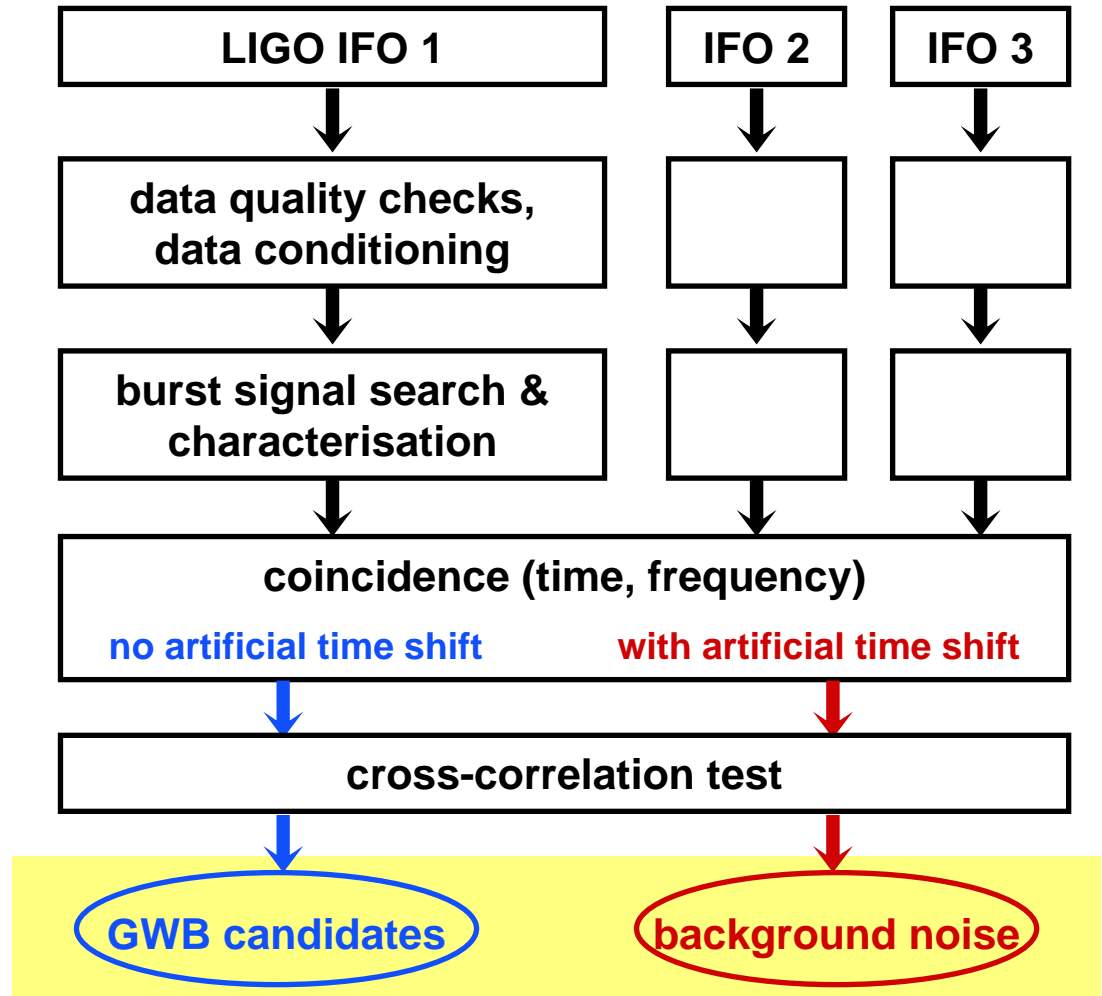 LIGO IFO 1
IFO 2
IFO 3
data quality checks,
data conditioning
burst signal search &
characterisation
coincidence (time, frequency)
no artificial time shift
with artificial time shift
cross-correlation test
GWB candidates
background noise